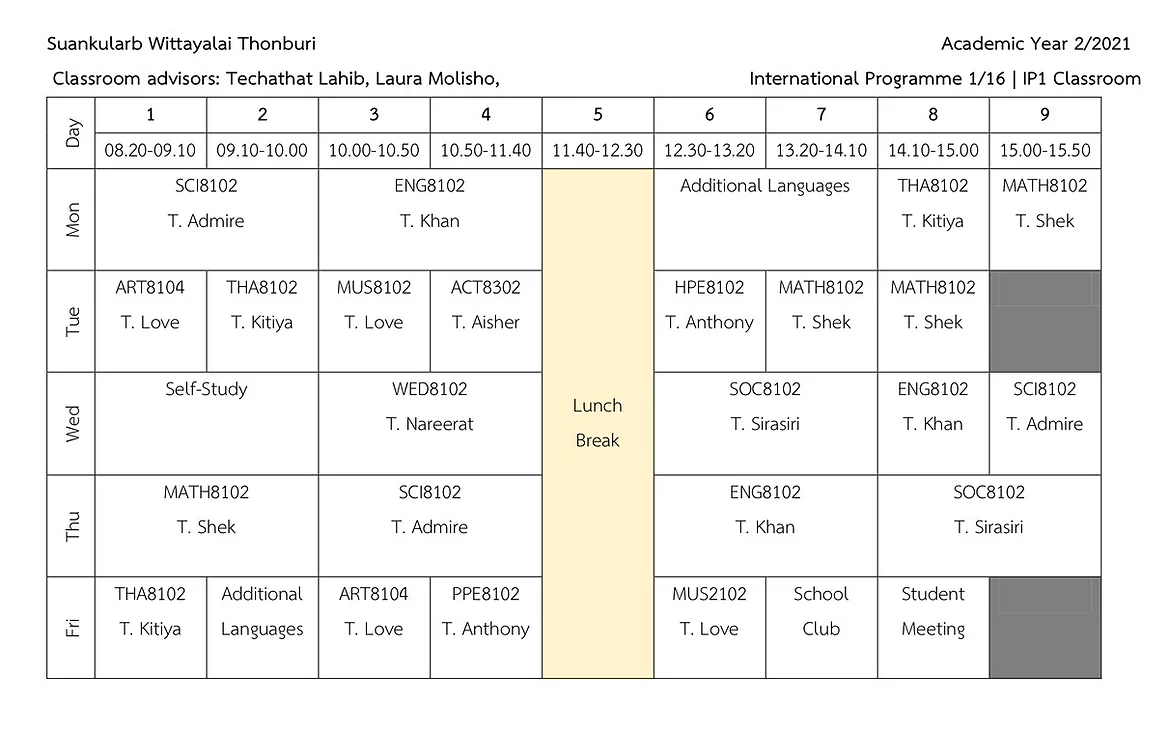 Suankularb Wittayalai Thonburi
Academic Year 2/2021
Classroom advisors: Techathat Lahib, Laura Molisho,
International Programme 1/16 | IP1 Classroom
Day 1 2 3 4 5 6 7 8 9
08.20-09.10 09.10-10.00 10.00-10.50 10.50-11.40 11.40-12.30 12.30-13.20 13.20-14.10 14.10-15.00 15.00-15.50
Mon
SCI8102 ENG8102 Additional Languages THA8102 MATH8102
T. Admire T. Khan T. Kitiya T. Shek
Tue
ART8104 THA8102 MUS8102 ACT8302 HPE8102 MATH8102 MATH8102
T. Love T. Kitiya T. Love T. Aisher T. Anthony T. Shek T. Shek
Wed
Self-Study WED8102 SOC8102 ENG8102 SCI8102
T. Nareerat T. Sirasiri T. Khan T. Admire
Lunch
Break
Thu
MATH8102 SCI8102 ENG8102 SOC8102
T. Shek T. Admire T. Khan T. Sirasiri
Fri
THA8102 Additional ART8104 PPE8102 MUS2102 School Student
T. Kitiya Languages T. Love T. Anthony T. Love Club Meeting